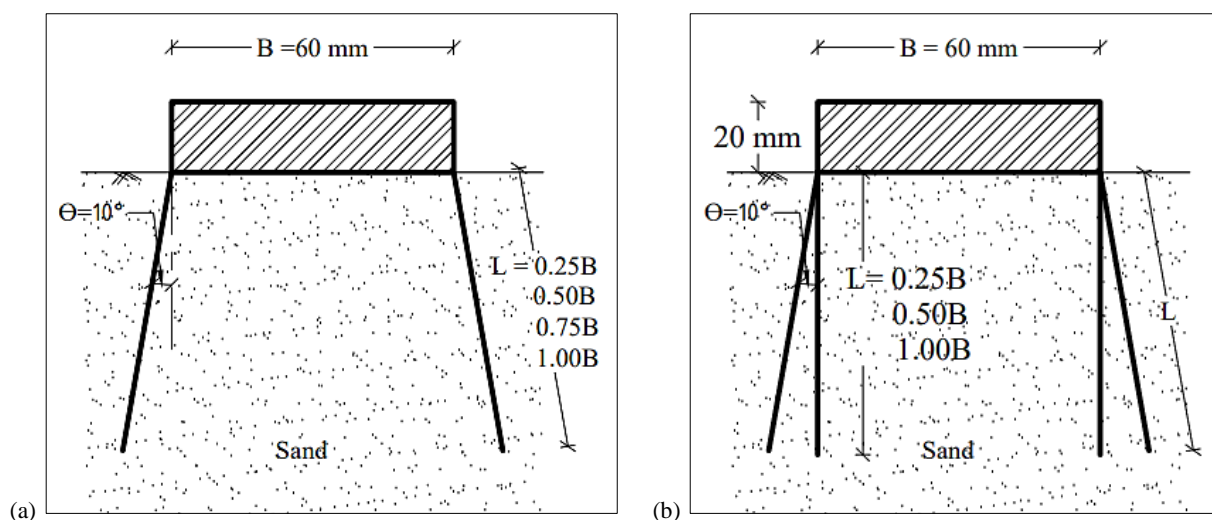 B =60 mm
Θ=10°
L = 0.25B
0.50B
0.75B
1.00B
Sand
(a)
B = 60 mm
20 mm
Θ=10°
L= 0.25B
0.50B
1.00B
L
Sand
(b)